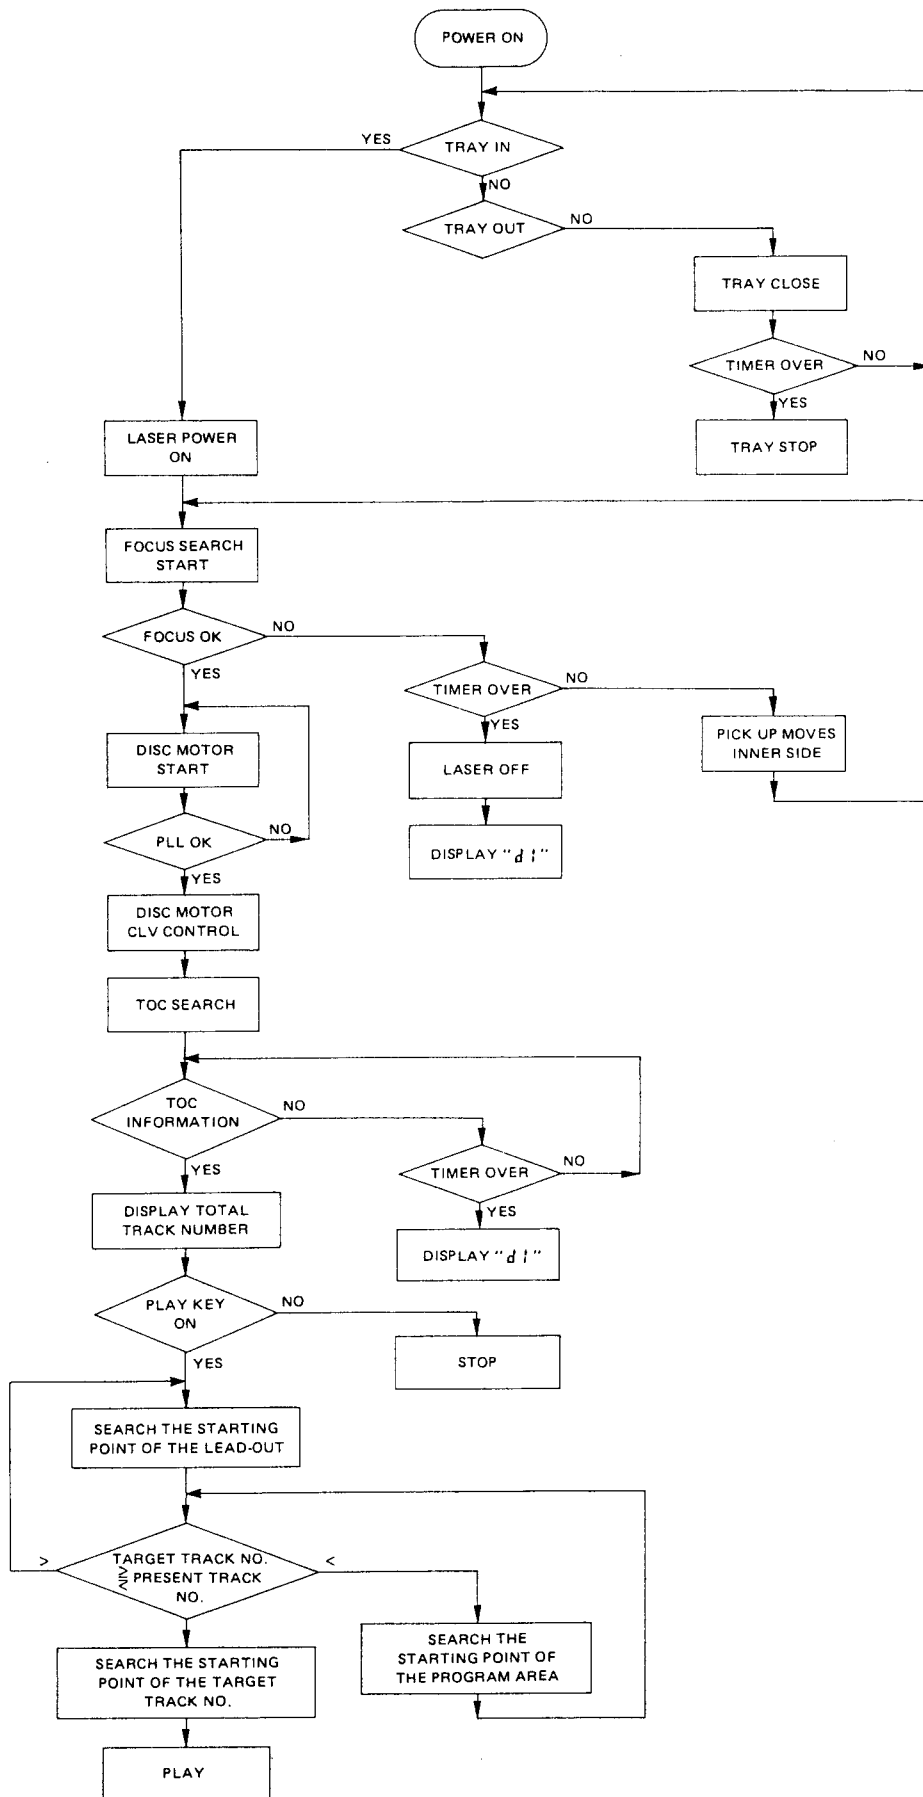 POWER ON
YES
TRAY IN
NO
TRAY OUT
NO
TRAY CLOSE
TIMER OVER
NO
YES
TRAY STOP
LASER POWER
ON
FOCUS SEARCH
START
FOCUS OK
NO
YES
TIMER OVER
NO
YES
PICK UP MOVES
INNER SIDE
DISC MOTOR
START
LASER OFF
PLL OK
NO
YES
DISPLAY "d1"
DISC MOTOR
CLV CONTROL
TOC SEARCH
TOC
INFORMATION
NO
YES
TIMER OVER
NO
YES
DISPLAY TOTAL
TRACK NUMBER
DISPLAY "d1"
PLAY KEY
ON
NO
YES
STOP
SEARCH THE STARTING
POINT OF THE LEAD-OUT
>
TARGET TRACK NO.
⋚ PRESENT TRACK
NO.
<
SEARCH THE
STARTING POINT OF
THE PROGRAM AREA
SEARCH THE STARTING
POINT OF THE TARGET
TRACK NO.
PLAY